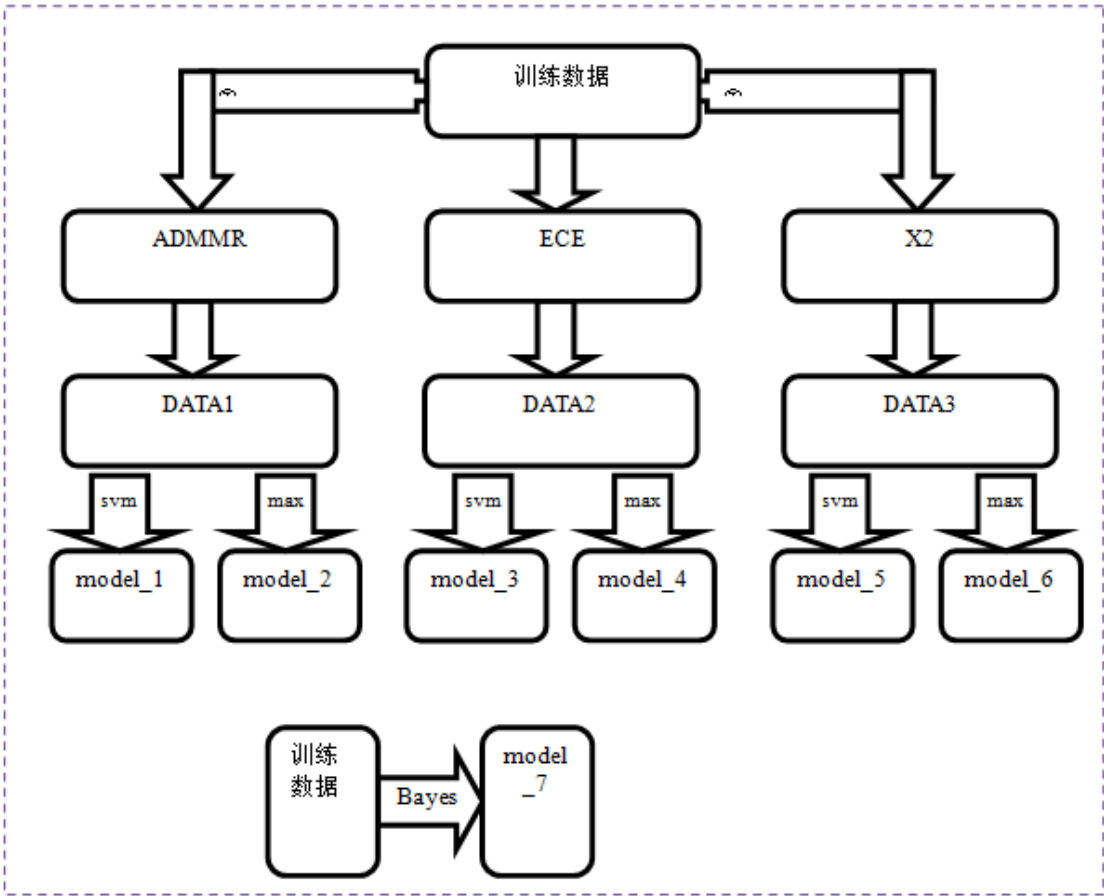 训练数据
ADMMR
ECE
X2
DATA1
DATA2
DATA3
svm
max
svm
max
svm
max
model_1
model_2
model_3
model_4
model_5
model_6
训练
数据
Bayes
model
_7